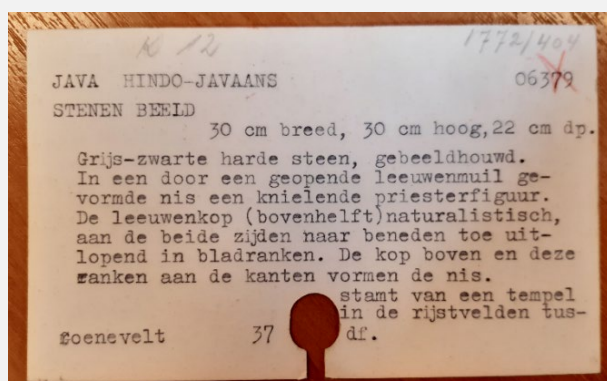 K 12
1772/404
JAVA HINDO-JAVAANS 06379
STENEN BEELD
30 cm breed, 30 cm hoog,22 cm dp.
Grijs-zwarte harde steen, gebeeldhouwd.
In een door een geopende leeuwenmuil ge-
vormde nis een knielende priesterfiguur.
De leeuwenkop (bovenhelft)naturalistisch,
aan de beide zijden naar beneden toe uit-
lopend in bladranken. De kop boven en deze
ranken aan de kanten vormen de nis.
stamt van een tempel
in de rijstvelden tus-
Goenevelt 37 df.